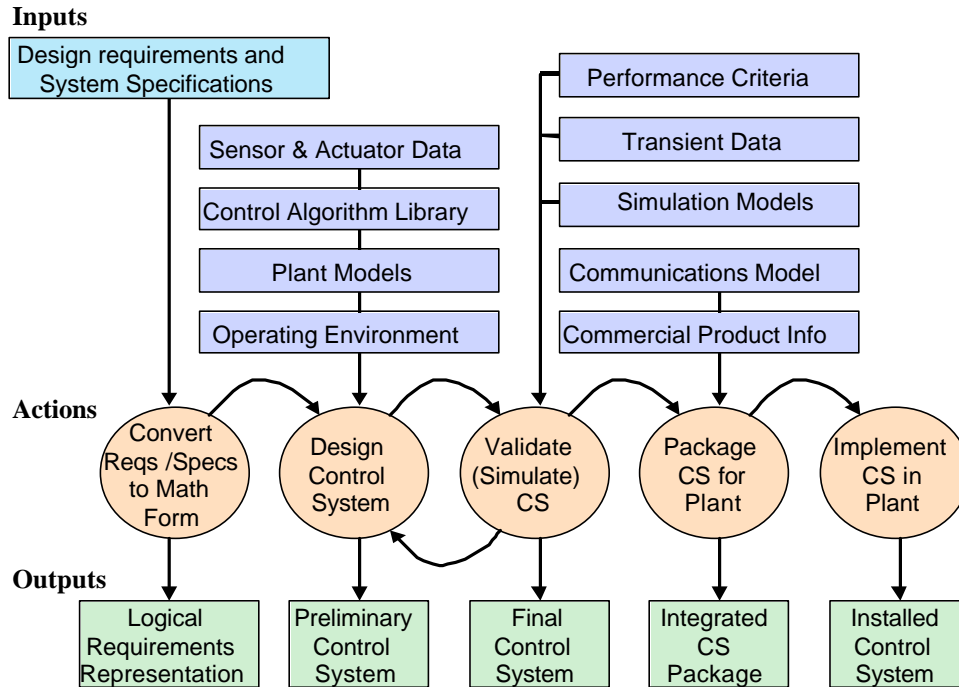 Inputs
Design requirements and
System Specifications
Sensor & Actuator Data
Control Algorithm Library
Plant Models
Operating Environment
Performance Criteria
Transient Data
Simulation Models
Communications Model
Commercial Product Info
Actions
Convert
Reqs /Specs
to Math
Form
Design
Control
System
Validate
(Simulate)
CS
Package
CS for
Plant
Implement
CS in
Plant
Outputs
Logical
Requirements
Representation
Preliminary
Control
System
Final
Control
System
Integrated
CS
Package
Installed
Control
System